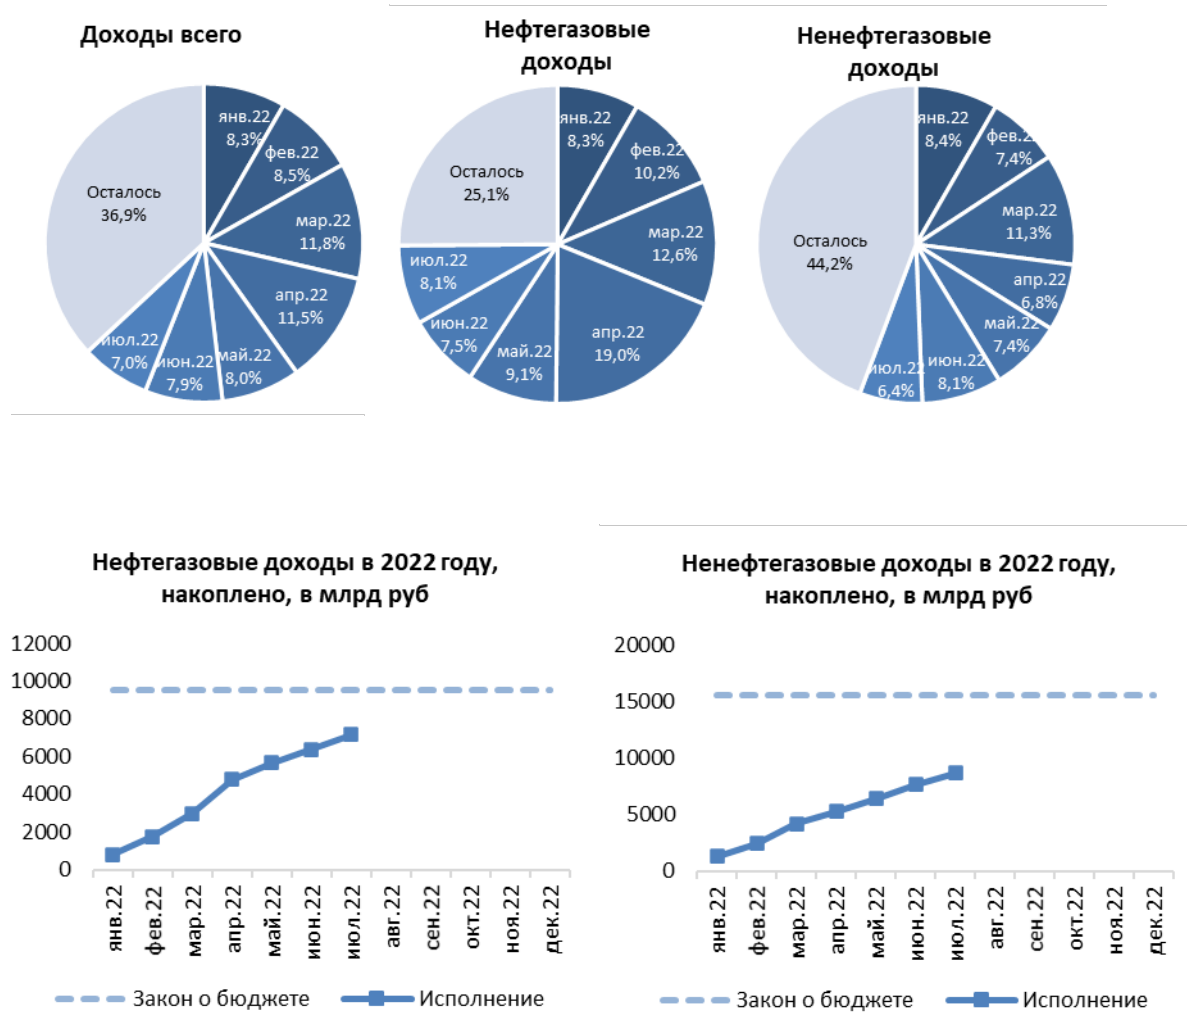 Доходы всего
янв.22
8,3%
фев.22
8,5%
мар.22
11,8%
апр.22
11,5%
май.22
8,0%
июн.22
7,9%
июл.22
7,0%
Осталось
36,9%
Нефтегазовые
доходы
янв.22
8,3%
фев.22
10,2%
мар.22
12,6%
апр.22
19,0%
май.22
9,1%
июн.22
7,5%
июл.22
8,1%
Осталось
25,1%
Ненефтегазовые
доходы
янв.22
8,4%
фев.22
7,4%
мар.22
11,3%
апр.22
6,8%
май.22
7,4%
июн.22
8,1%
июл.22
6,4%
Осталось
44,2%
Нефтегазовые доходы в 2022 году,
накоплено, в млрд руб
12000
10000
8000
6000
4000
2000
0
янв.22
фев.22
мар.22
апр.22
май.22
июн.22
июл.22
авг.22
сен.22
окт.22
ноя.22
дек.22
Закон о бюджете
Исполнение
Ненефтегазовые доходы в 2022 году,
накоплено, в млрд руб
20000
15000
10000
5000
0
янв.22
фев.22
мар.22
апр.22
май.22
июн.22
июл.22
авг.22
сен.22
окт.22
ноя.22
дек.22
Закон о бюджете
Исполнение